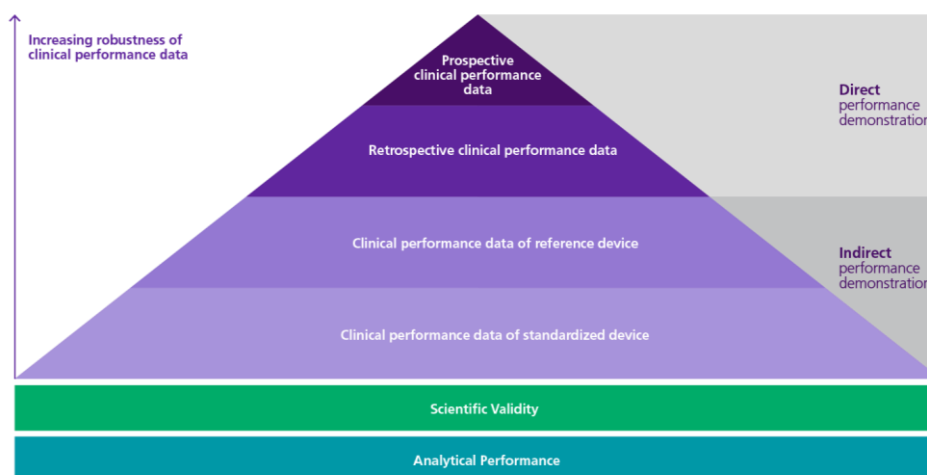 Increasing robustness of
clinical performance data
Prospective
clinical performance
data
Direct
performance
demonstration
Retrospective clinical performance data
Clinical performance data of reference device
Indirect
performance
demonstration
Clinical performance data of standardized device
Scientific Validity
Analytical Performance